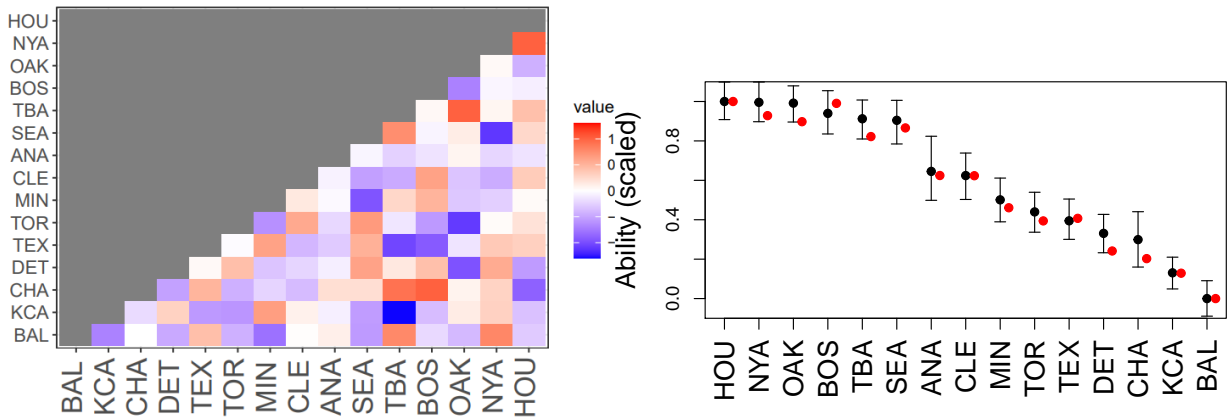 HOU
NYA
OAK
BOS
TBA
SEA
ANA
CLE
MIN
TOR
TEX
DET
CHA
KCA
BAL
BAL KCA CHA DET TEX TOR MIN CLE ANA SEA TBA BOS OAK NYA HOU
value
1
0
0
Ability (scaled)
0.8
0.4
0.0
HOU NYA OAK BOS TBA SEA ANA CLE MIN TOR TEX DET CHA KCA BAL